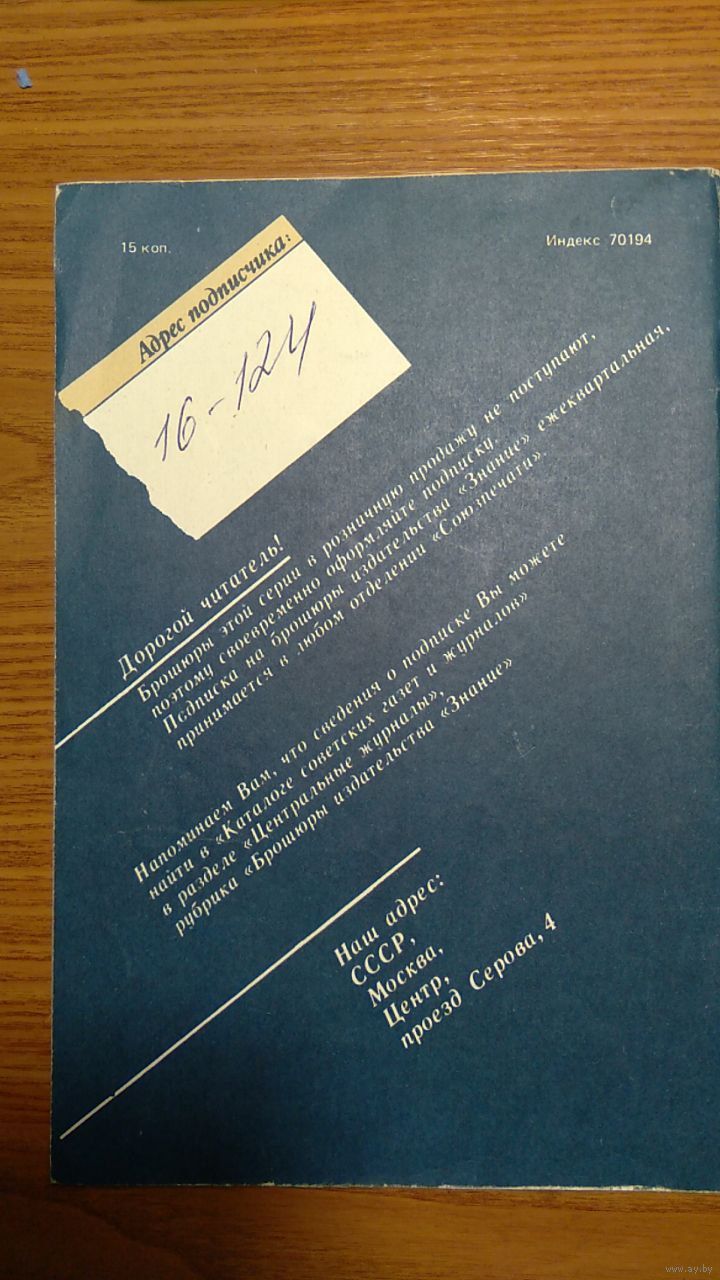 15 коп.
Индекс 70194
Адрес подписчика:
16-124
Дорогой читатель!
Брошюры этой серии в розничную продажу не поступают,
поэтому своевременно оформляйте подписку.
Подписка на брошюры издательства «Знание» ежеквартальная,
принимается в любом отделении «Союзпечати».
Напоминаем Вам, что сведения о подписке Вы можете
найти в «Каталоге советских газет и журналов»
в разделе «Центральные журналы»,
рубрика «Брошюры издательства «Знание»
Наш адрес:
СССР,
Москва,
Центр,
проезд Серова, 4
www.ay.by